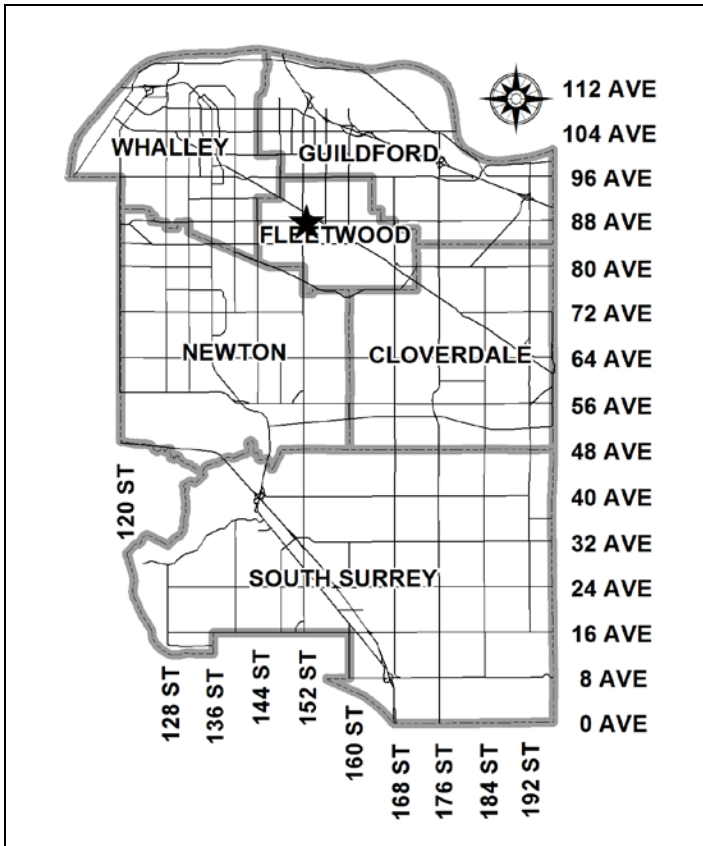 112 AVE
104 AVE
WHALLEY
GUILDFORD
96 AVE
88 AVE
FLEETWOOD
80 AVE
72 AVE
NEWTON
CLOVERDALE
64 AVE
56 AVE
48 AVE
120 ST
40 AVE
32 AVE
SOUTH SURREY
24 AVE
16 AVE
128 ST
136 ST
144 ST
152 ST
160 ST
8 AVE
0 AVE
168 ST
176 ST
184 ST
192 ST